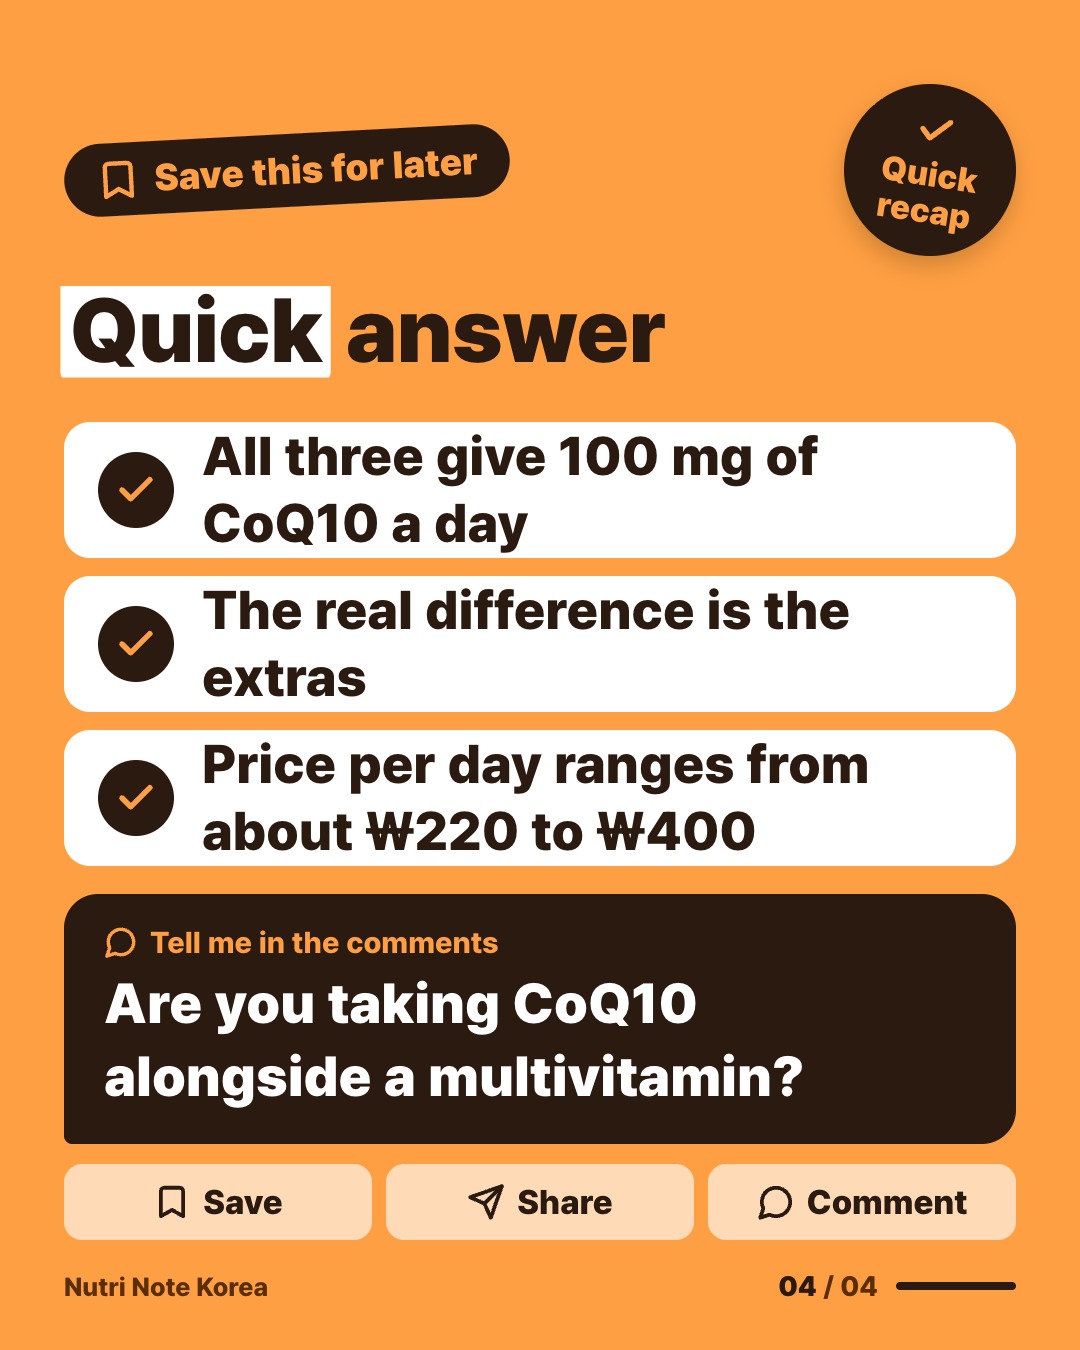 Save this for later
Quick
recap
Quick answer
All three give 100 mg of
CoQ10 a day
The real difference is the
extras
Price per day ranges from
about ₩220 to ₩400
Tell me in the comments
Are you taking CoQ10
alongside a multivitamin?
Save
Share
Comment
Nutri Note Korea
04 / 04